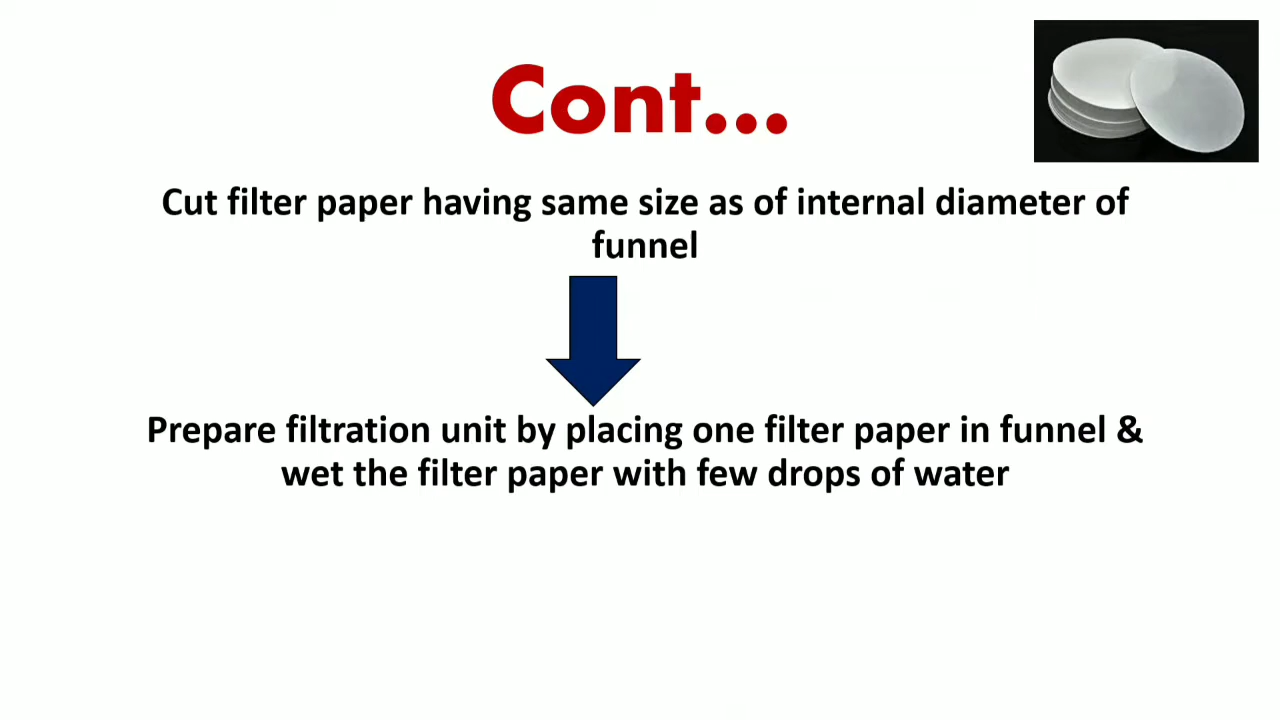 Cont...
Cut filter paper having same size as of internal diameter of
funnel
Prepare filtration unit by placing one filter paper in funnel &
wet the filter paper with few drops of water